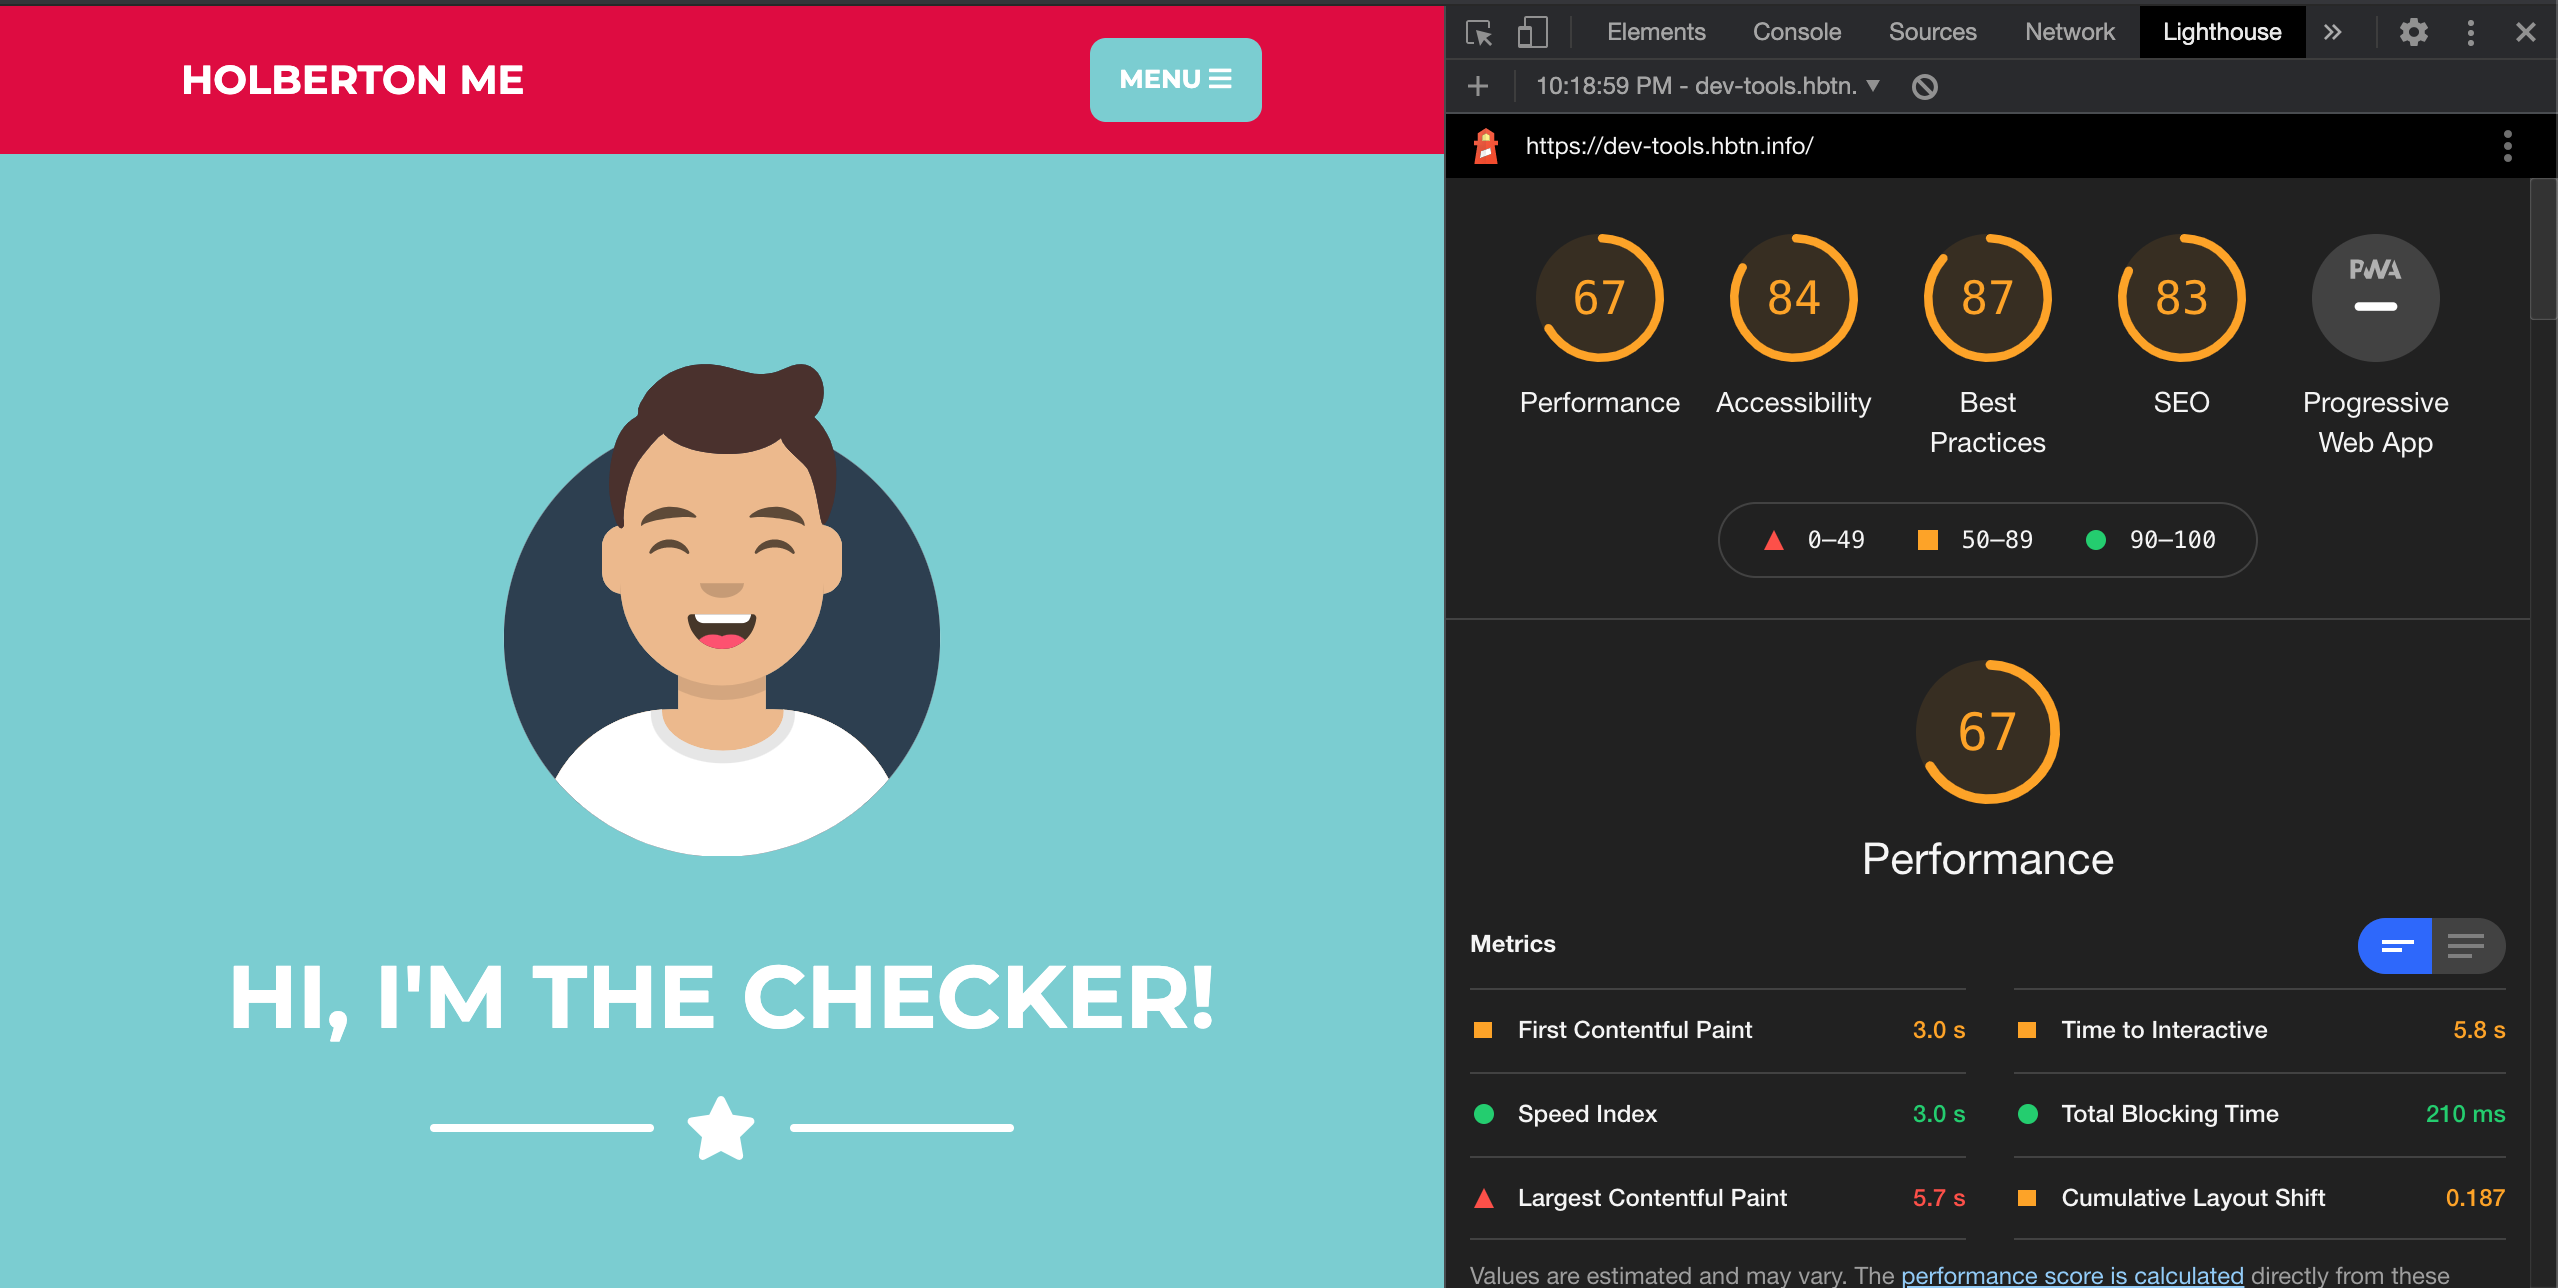 HOLBERTON ME
MENU
HI, I'M THE CHECKER!
Elements Console Sources Network Lighthouse
10:18:59 PM - dev-tools.hbtn.
https://dev-tools.hbtn.info/
67 84 87 83 PWA
Performance Accessibility Best Practices SEO Progressive Web App
0–49 50–89 90–100
67
Performance
Metrics
First Contentful Paint 3.0 s Time to Interactive 5.8 s
Speed Index 3.0 s Total Blocking Time 210 ms
Largest Contentful Paint 5.7 s Cumulative Layout Shift 0.187
Values are estimated and may vary. The performance score is calculated directly from these